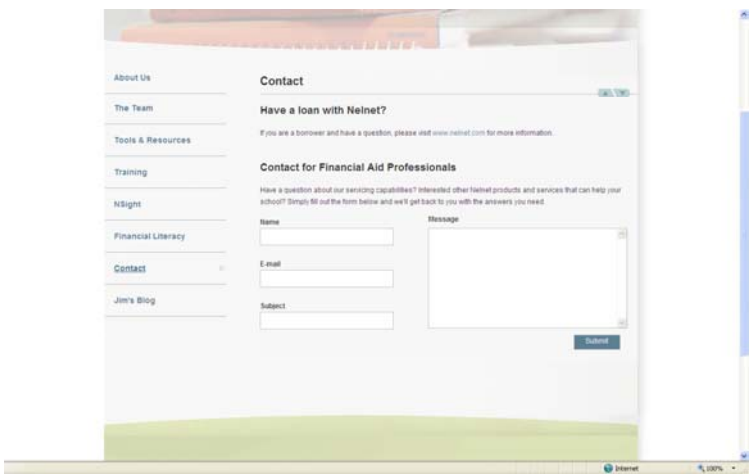 About Us
The Team
Tools & Resources
Training
NSight
Financial Literacy
Contact
Jim's Blog
Contact
Have a loan with Nelnet?
If you are a borrower and have a question, please visit www.nelnet.com for more information.
Contact for Financial Aid Professionals
Have a question about our servicing capabilities? Interested other Nelnet products and services that can help your
school? Simply fill out the form below and we'll get back to you with the answers you need.
Name
Message
E-mail
Subject
Submit
Internet
100%